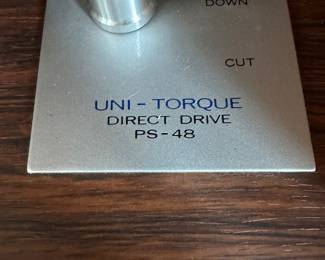 DOWN
CUT
UNI-TORQUE
DIRECT DRIVE
PS-48